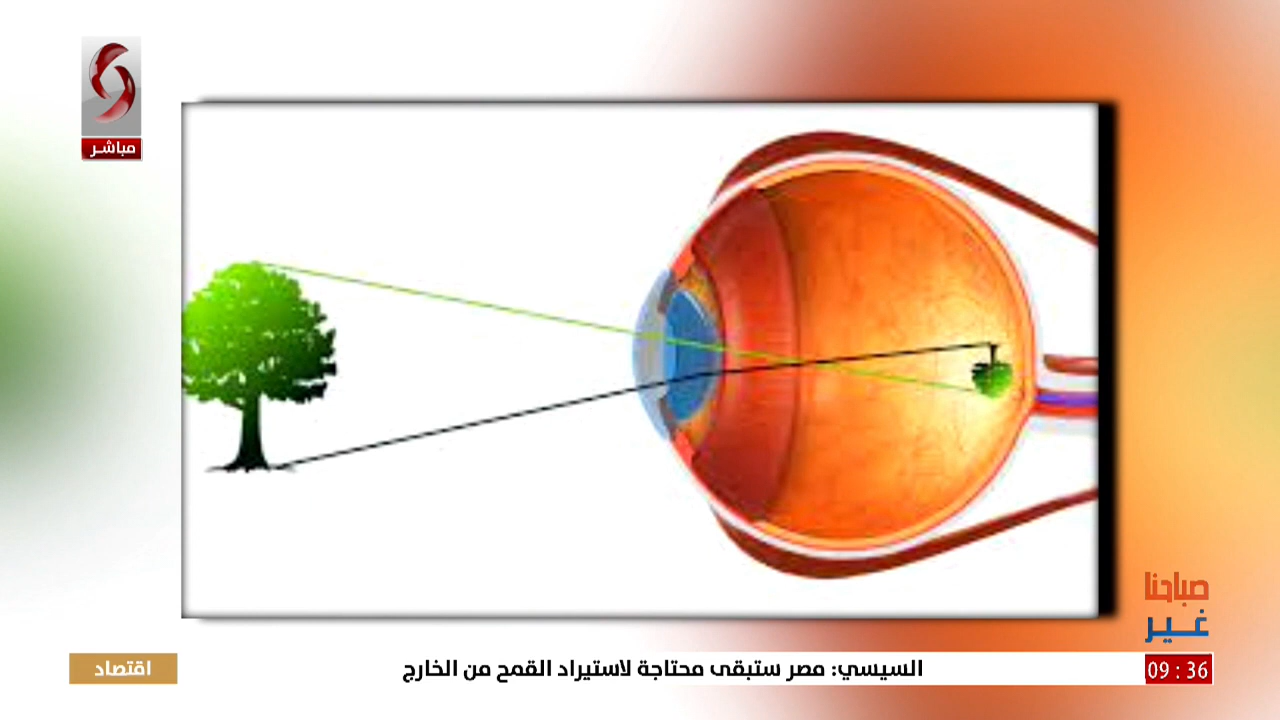 مباشر
صباحنا
غير
اقتصاد
السيسي: مصر ستبقى محتاجة لاستيراد القمح من الخارج
09 : 36